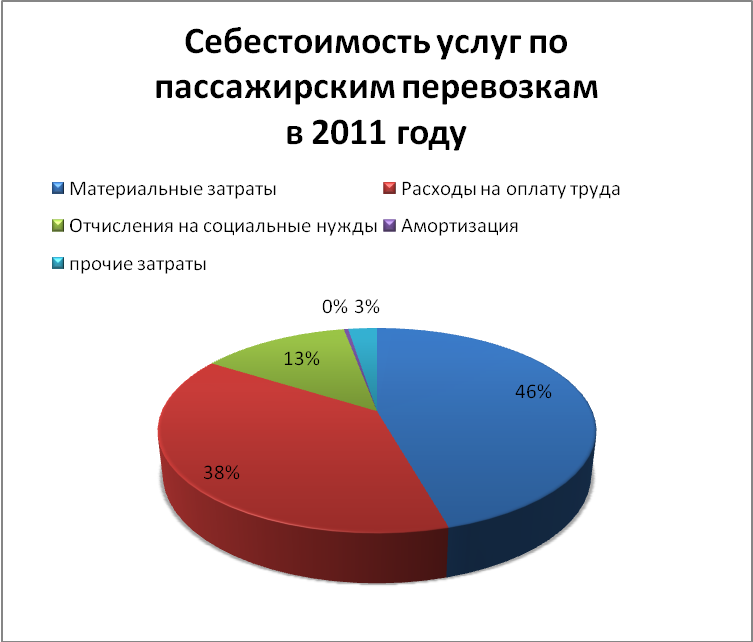 Себестоимость услуг по
пассажирским перевозкам
в 2011 году
Материальные затраты
Расходы на оплату труда
Отчисления на социальные нужды
Амортизация
прочие затраты
0%
3%
13%
46%
38%